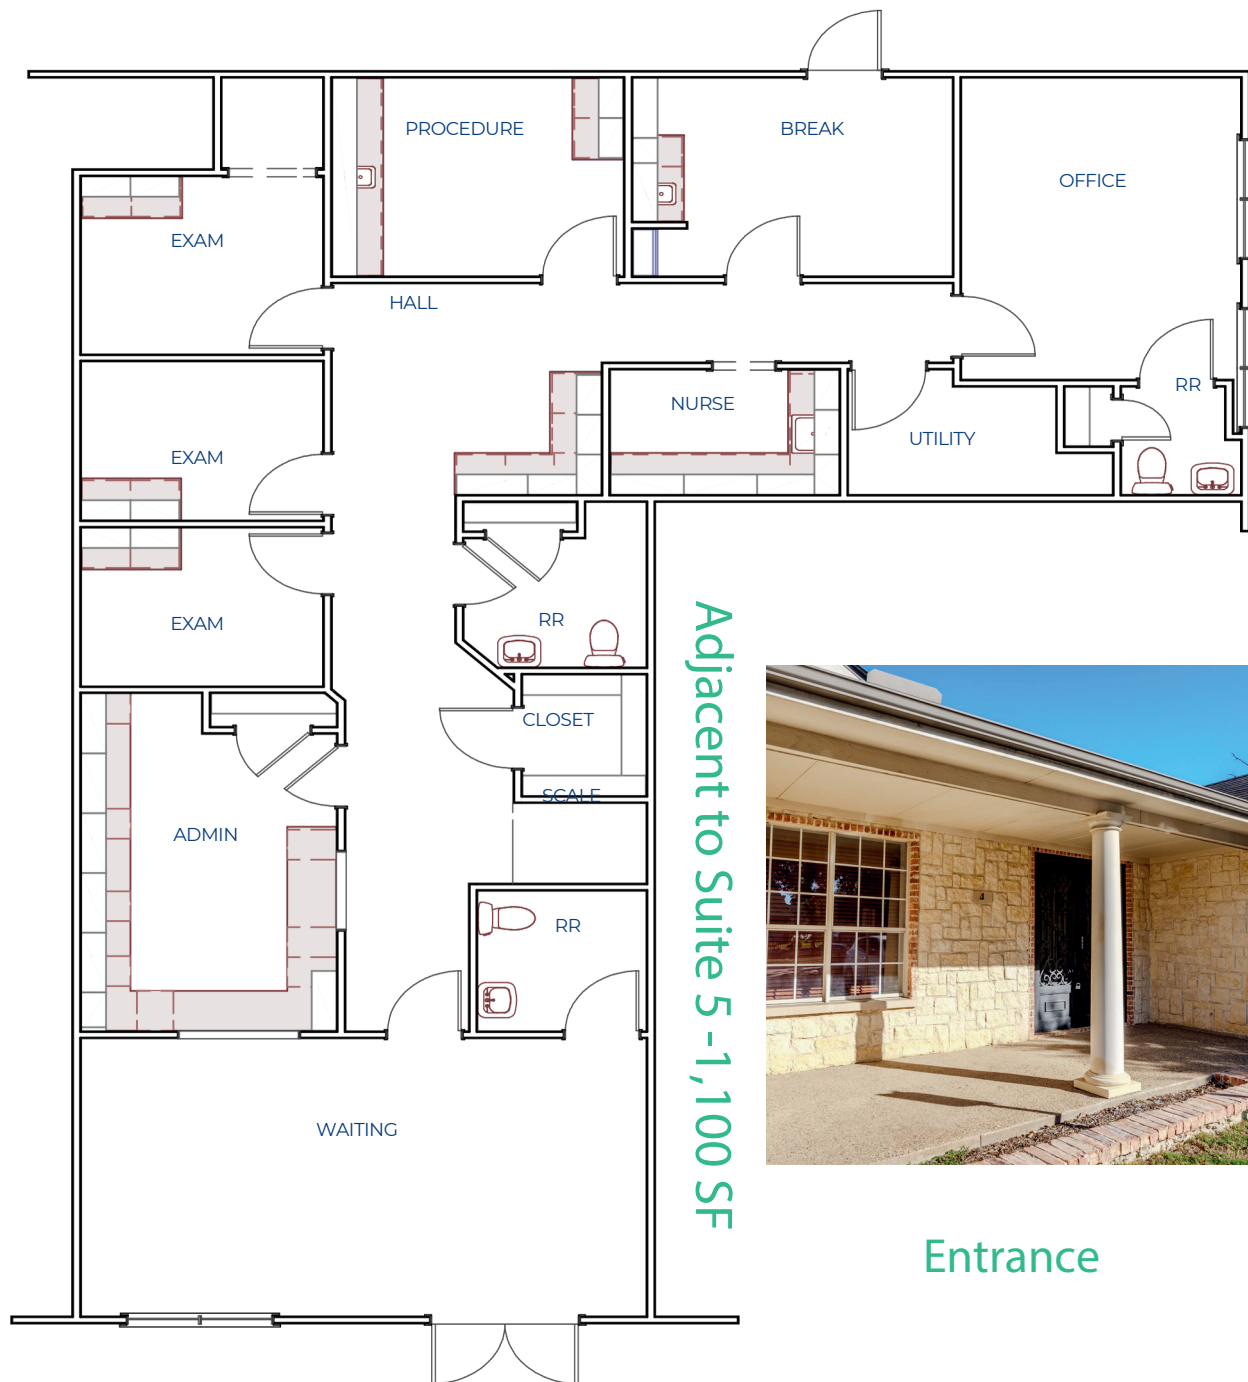 PROCEDURE
BREAK
OFFICE
EXAM
HALL
RR
NURSE
UTILITY
EXAM
EXAM
RR
CLOSET
SCALE
ADMIN
RR
WAITING
Adjacent to Suite 5 -1,100 SF
Entrance